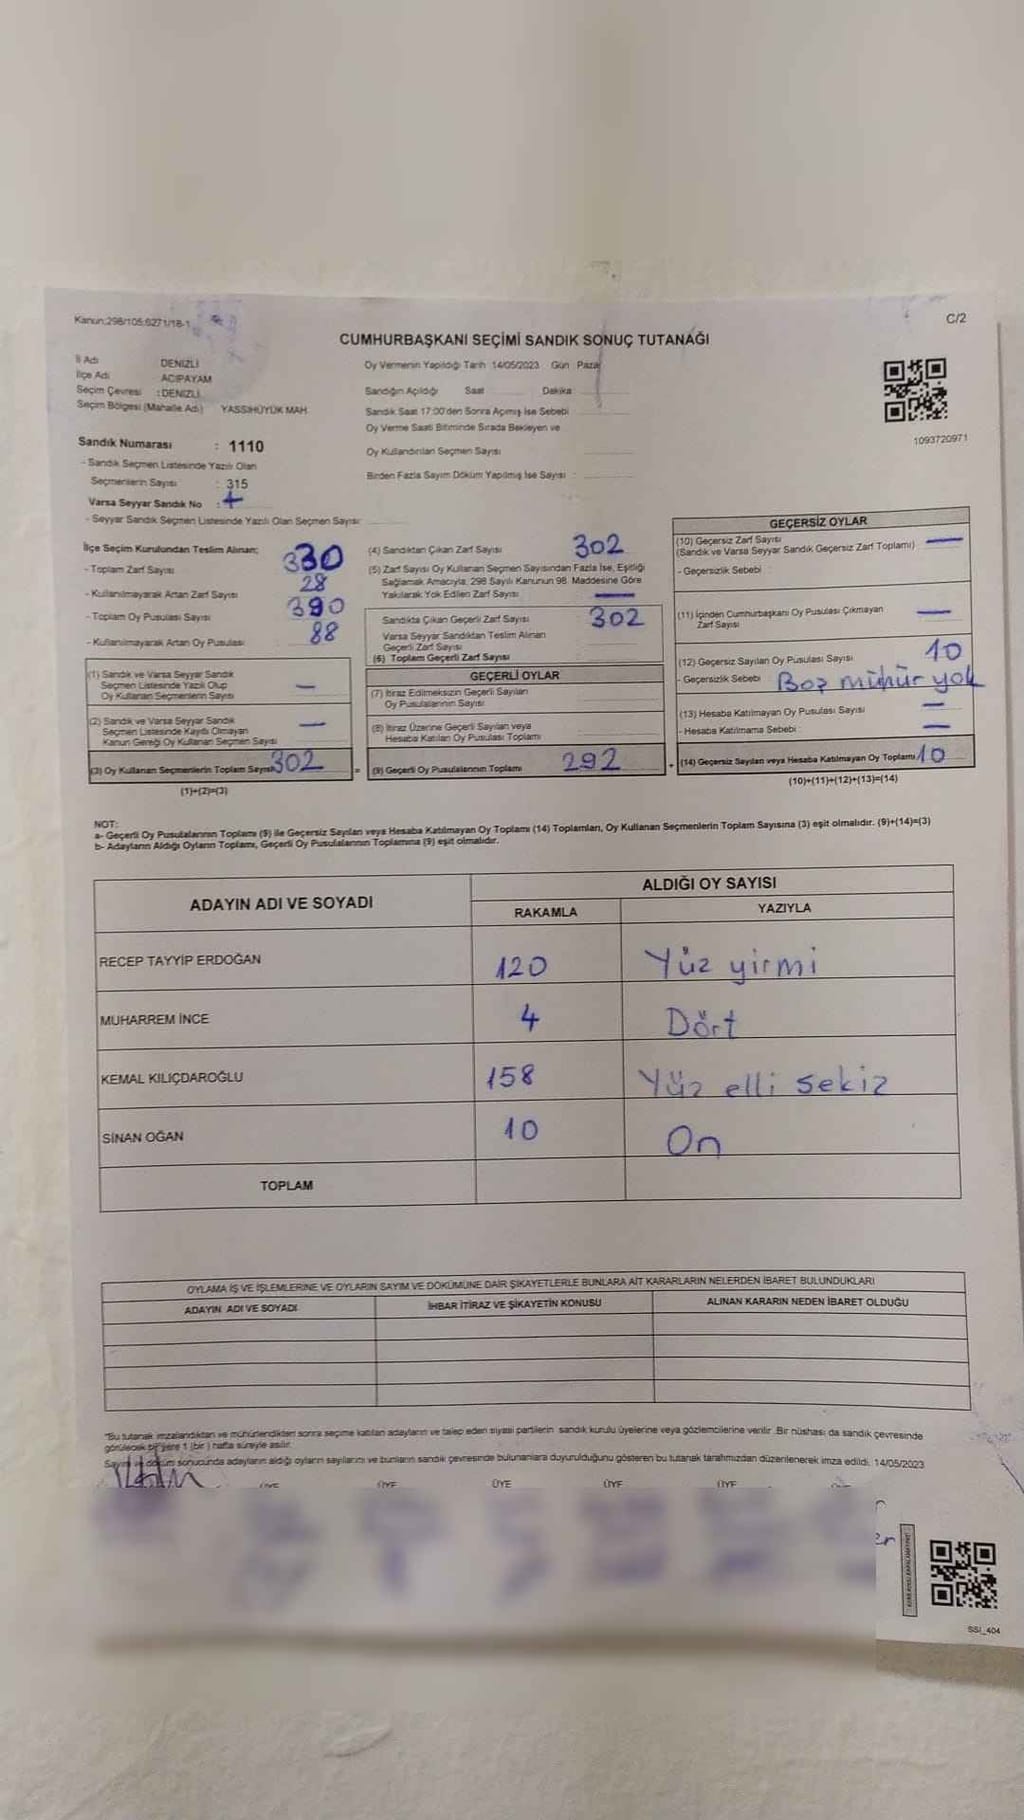 Kanun:298/105;6271/18-1
C/2
CUMHURBAŞKANI SEÇİMİ SANDIK SONUÇ TUTANAĞI
İl Adı DENİZLİ
İlçe Adı ACIPAYAM
Seçim Çevresi : DENİZLİ
Seçim Bölgesi (Mahalle Adı) YASSIHÜYÜK MAH.
Oy Vermenin Yapıldığı Tarih 14/05/2023 Gün Pazar
Sandığın Açıldığı Saat Dakika
Sandık Saat 17:00'den Sonra Açılmış İse Sebebi
Oy Verme Saati Bitiminde Sırada Bekleyen ve
Oy Kullandırılan Seçmen Sayısı
Birden Fazla Sayım Döküm Yapılmış İse Sayısı :
1093720971
Sandık Numarası : 1110
- Sandık Seçmen Listesinde Yazılı Olan
Seçmenlerin Sayısı : 315
Varsa Seyyar Sandık No :
- Seyyar Sandık Seçmen Listesinde Yazılı Olan Seçmen Sayısı
İlçe Seçim Kurulundan Teslim Alınan;
- Toplam Zarf Sayısı 330
- Kullanılmayarak Artan Zarf Sayısı 28
- Toplam Oy Pusulası Sayısı 390
- Kullanılmayarak Artan Oy Pusulası 88
(1) Sandık ve Varsa Seyyar Sandık
Seçmen Listesinde Yazılı Olup
Oy Kullanan Seçmenlerin Sayısı —
(2) Sandık ve Varsa Seyyar Sandık
Seçmen Listesinde Kayıtlı Olmayan
Kanun Gereği Oy Kullanan Seçmen Sayısı —
(3) Oy Kullanan Seçmenlerin Toplam Sayısı 302
(1)+(2)=(3)
(4) Sandıktan Çıkan Zarf Sayısı 302
(5) Zarf Sayısı Oy Kullanan Seçmen Sayısından Fazla İse, Eşitliği
Sağlamak Amacıyla, 298 Sayılı Kanunun 98. Maddesine Göre
Yakılarak Yok Edilen Zarf Sayısı —
Sandıkta Çıkan Geçerli Zarf Sayısı 302
Varsa Seyyar Sandıktan Teslim Alınan
Geçerli Zarf Sayısı
(6) Toplam Geçerli Zarf Sayısı
GEÇERLİ OYLAR
(7) İtiraz Edilmeksizin Geçerli Sayılan
Oy Pusulalarının Sayısı
(8) İtiraz Üzerine Geçerli Sayılan veya
Hesaba Katılan Oy Pusulası Toplamı
= (9) Geçerli Oy Pusulalarının Toplamı 292
GEÇERSİZ OYLAR
(10) Geçersiz Zarf Sayısı —
(Sandık ve Varsa Seyyar Sandık Geçersiz Zarf Toplamı)
- Geçersizlik Sebebi :
(11) İçinden Cumhurbaşkanı Oy Pusulası Çıkmayan —
Zarf Sayısı
(12) Geçersiz Sayılan Oy Pusulası Sayısı 10
- Geçersizlik Sebebi Boş mühür yok
(13) Hesaba Katılmayan Oy Pusulası Sayısı —
- Hesaba Katılmama Sebebi : —
+ (14) Geçersiz Sayılan veya Hesaba Katılmayan Oy Toplamı 10
(10)+(11)+(12)+(13)=(14)
NOT:
a- Geçerli Oy Pusulalarının Toplamı (9) ile Geçersiz Sayılan veya Hesaba Katılmayan Oy Toplamı (14) Toplamları, Oy Kullanan Seçmenlerin Toplam Sayısına (3) eşit olmalıdır. (9)+(14)=(3)
b- Adayların Aldığı Oyların Toplamı, Geçerli Oy Pusulalarının Toplamına (9) eşit olmalıdır.
ADAYIN ADI VE SOYADI
ALDIĞI OY SAYISI
RAKAMLA YAZIYLA
RECEP TAYYİP ERDOĞAN 120 Yüz yirmi
MUHARREM İNCE 4 Dört
KEMAL KILIÇDAROĞLU 158 Yüz elli sekiz
SİNAN OĞAN 10 On
TOPLAM
OYLAMA İŞ VE İŞLEMLERİNE VE OYLARIN SAYIM VE DÖKÜMÜNE DAİR ŞİKAYETLERLE BUNLARA AİT KARARLARIN NELERDEN İBARET BULUNDUKLARI
ADAYIN ADI VE SOYADI İHBAR İTİRAZ VE ŞİKAYETİN KONUSU ALINAN KARARIN NEDEN İBARET OLDUĞU
*Bu tutanak imzalandıktan ve mühürlendikten sonra seçime katılan adayların ve talep eden siyasi partilerin sandık kurulu üyelerine veya gözlemcilerine verilir. Bir nüshası da sandık çevresinde
görülecek bir yere 1 (bir) hafta süreyle asılır.
Sayım ve döküm sonucunda adayların aldığı oyların sayılarını ve bunların sandık çevresinde bulunanlara duyurulduğunu gösteren bu tutanak tarafımızdan düzenlenerek imza edildi. 14/05/2023
ÜYE ÜYE ÜYE ÜYE ÜYE
SSI_404